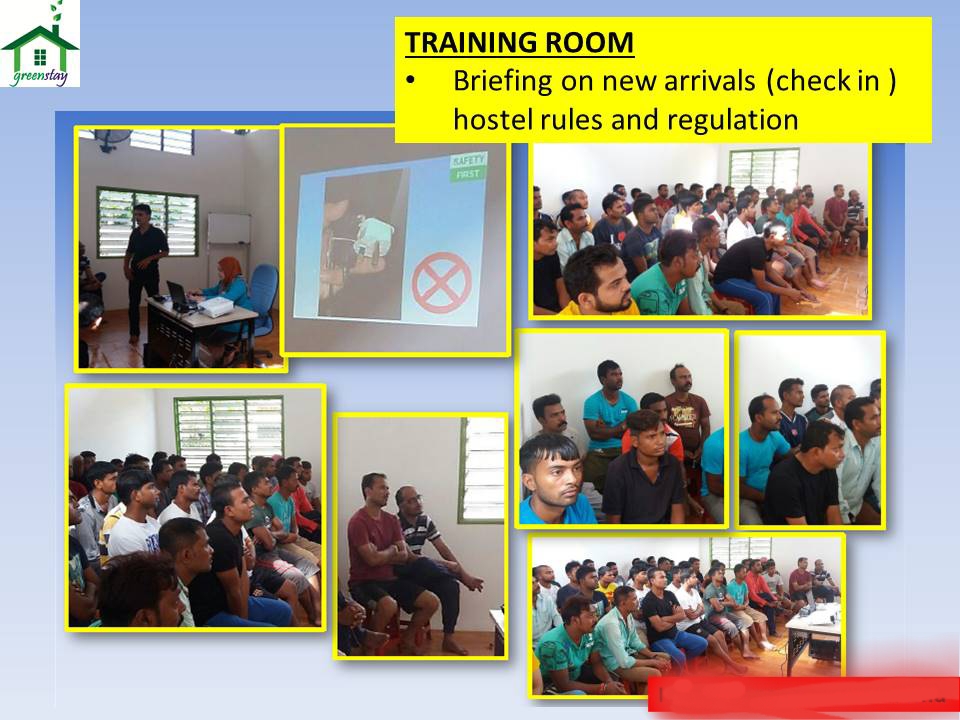 greenstay
TRAINING ROOM
• Briefing on new arrivals (check in )
hostel rules and regulation
SAFETY
FIRST